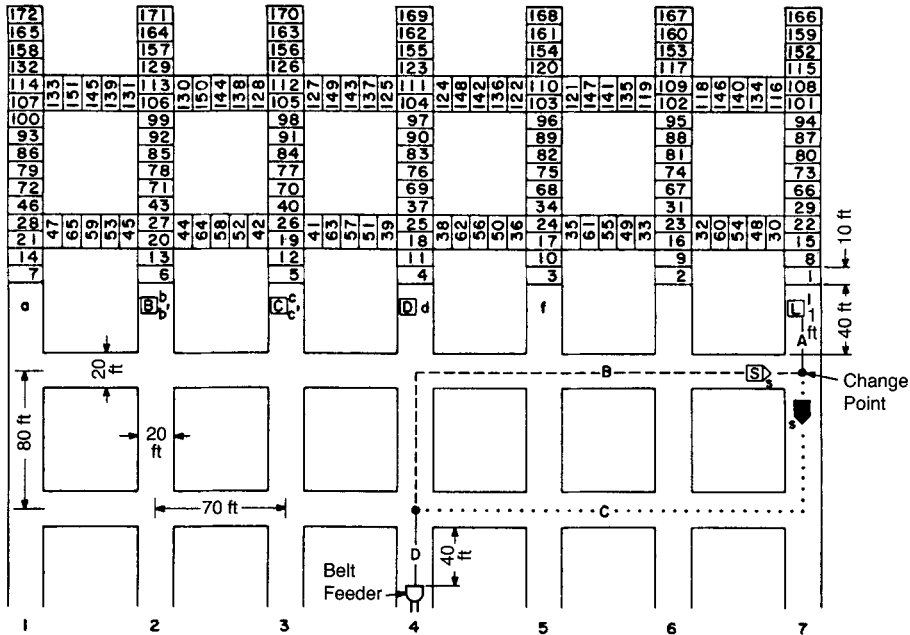 172 171 170 169 168 167 166
165 164 163 162 161 160 159
158 157 156 155 154 153 152
132 129 126 123 120 117 115
114 133 151 145 139 131 113 130 150 144 138 128 112 127 149 143 137 125 111 124 148 142 136 122 110 121 147 141 135 119 109 118 146 140 134 116 108
107 106 105 104 103 102 101
100 99 98 97 96 95 94
93 92 91 90 89 88 87
86 85 84 83 82 81 80
79 78 77 76 75 74 73
72 71 70 69 68 67 66
46 43 40 37 34 31 29
28 47 65 59 53 45 27 44 64 58 52 42 26 41 63 57 51 39 25 38 62 56 50 36 24 35 61 55 49 33 23 32 60 54 48 30 22
21 20 19 18 17 16 15
14 13 12 11 10 9 8
7 6 5 4 3 2 1
10 ft
a B b b, C c c, D d f L l
1 ft
40 ft
A
20 ft
B S s
Change
Point
s
80 ft
20
ft
70 ft
C
D
40 ft
Belt
Feeder
1 2 3 4 5 6 7